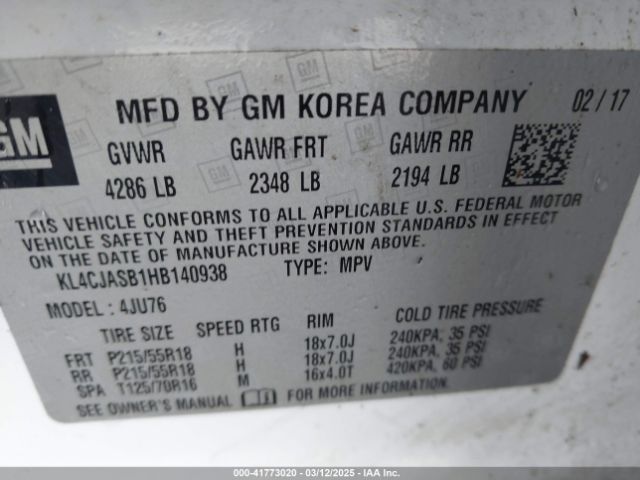 GM
MFD BY GM KOREA COMPANY 02/17
GVWR GAWR FRT GAWR RR
4286 LB 2348 LB 2194 LB
THIS VEHICLE CONFORMS TO ALL APPLICABLE U.S. FEDERAL MOTOR
VEHICLE SAFETY AND THEFT PREVENTION STANDARDS IN EFFECT
ON THE DATE OF MANUFACTURE SHOWN ABOVE.
KL4CJASB1HB140938 TYPE: MPV
MODEL: 4JU76
TIRE SIZE SPEED RTG RIM COLD TIRE PRESSURE
FRT P215/55R18 H 18x7.0J 240KPA, 35 PSI
RR P215/55R18 H 18x7.0J 240KPA, 35 PSI
SPA T125/70R16 M 16x4.0T 420KPA, 60 PSI
SEE OWNER'S MANUAL FOR MORE INFORMATION.
000-41773020 - 03/12/2025 - IAA, Inc.